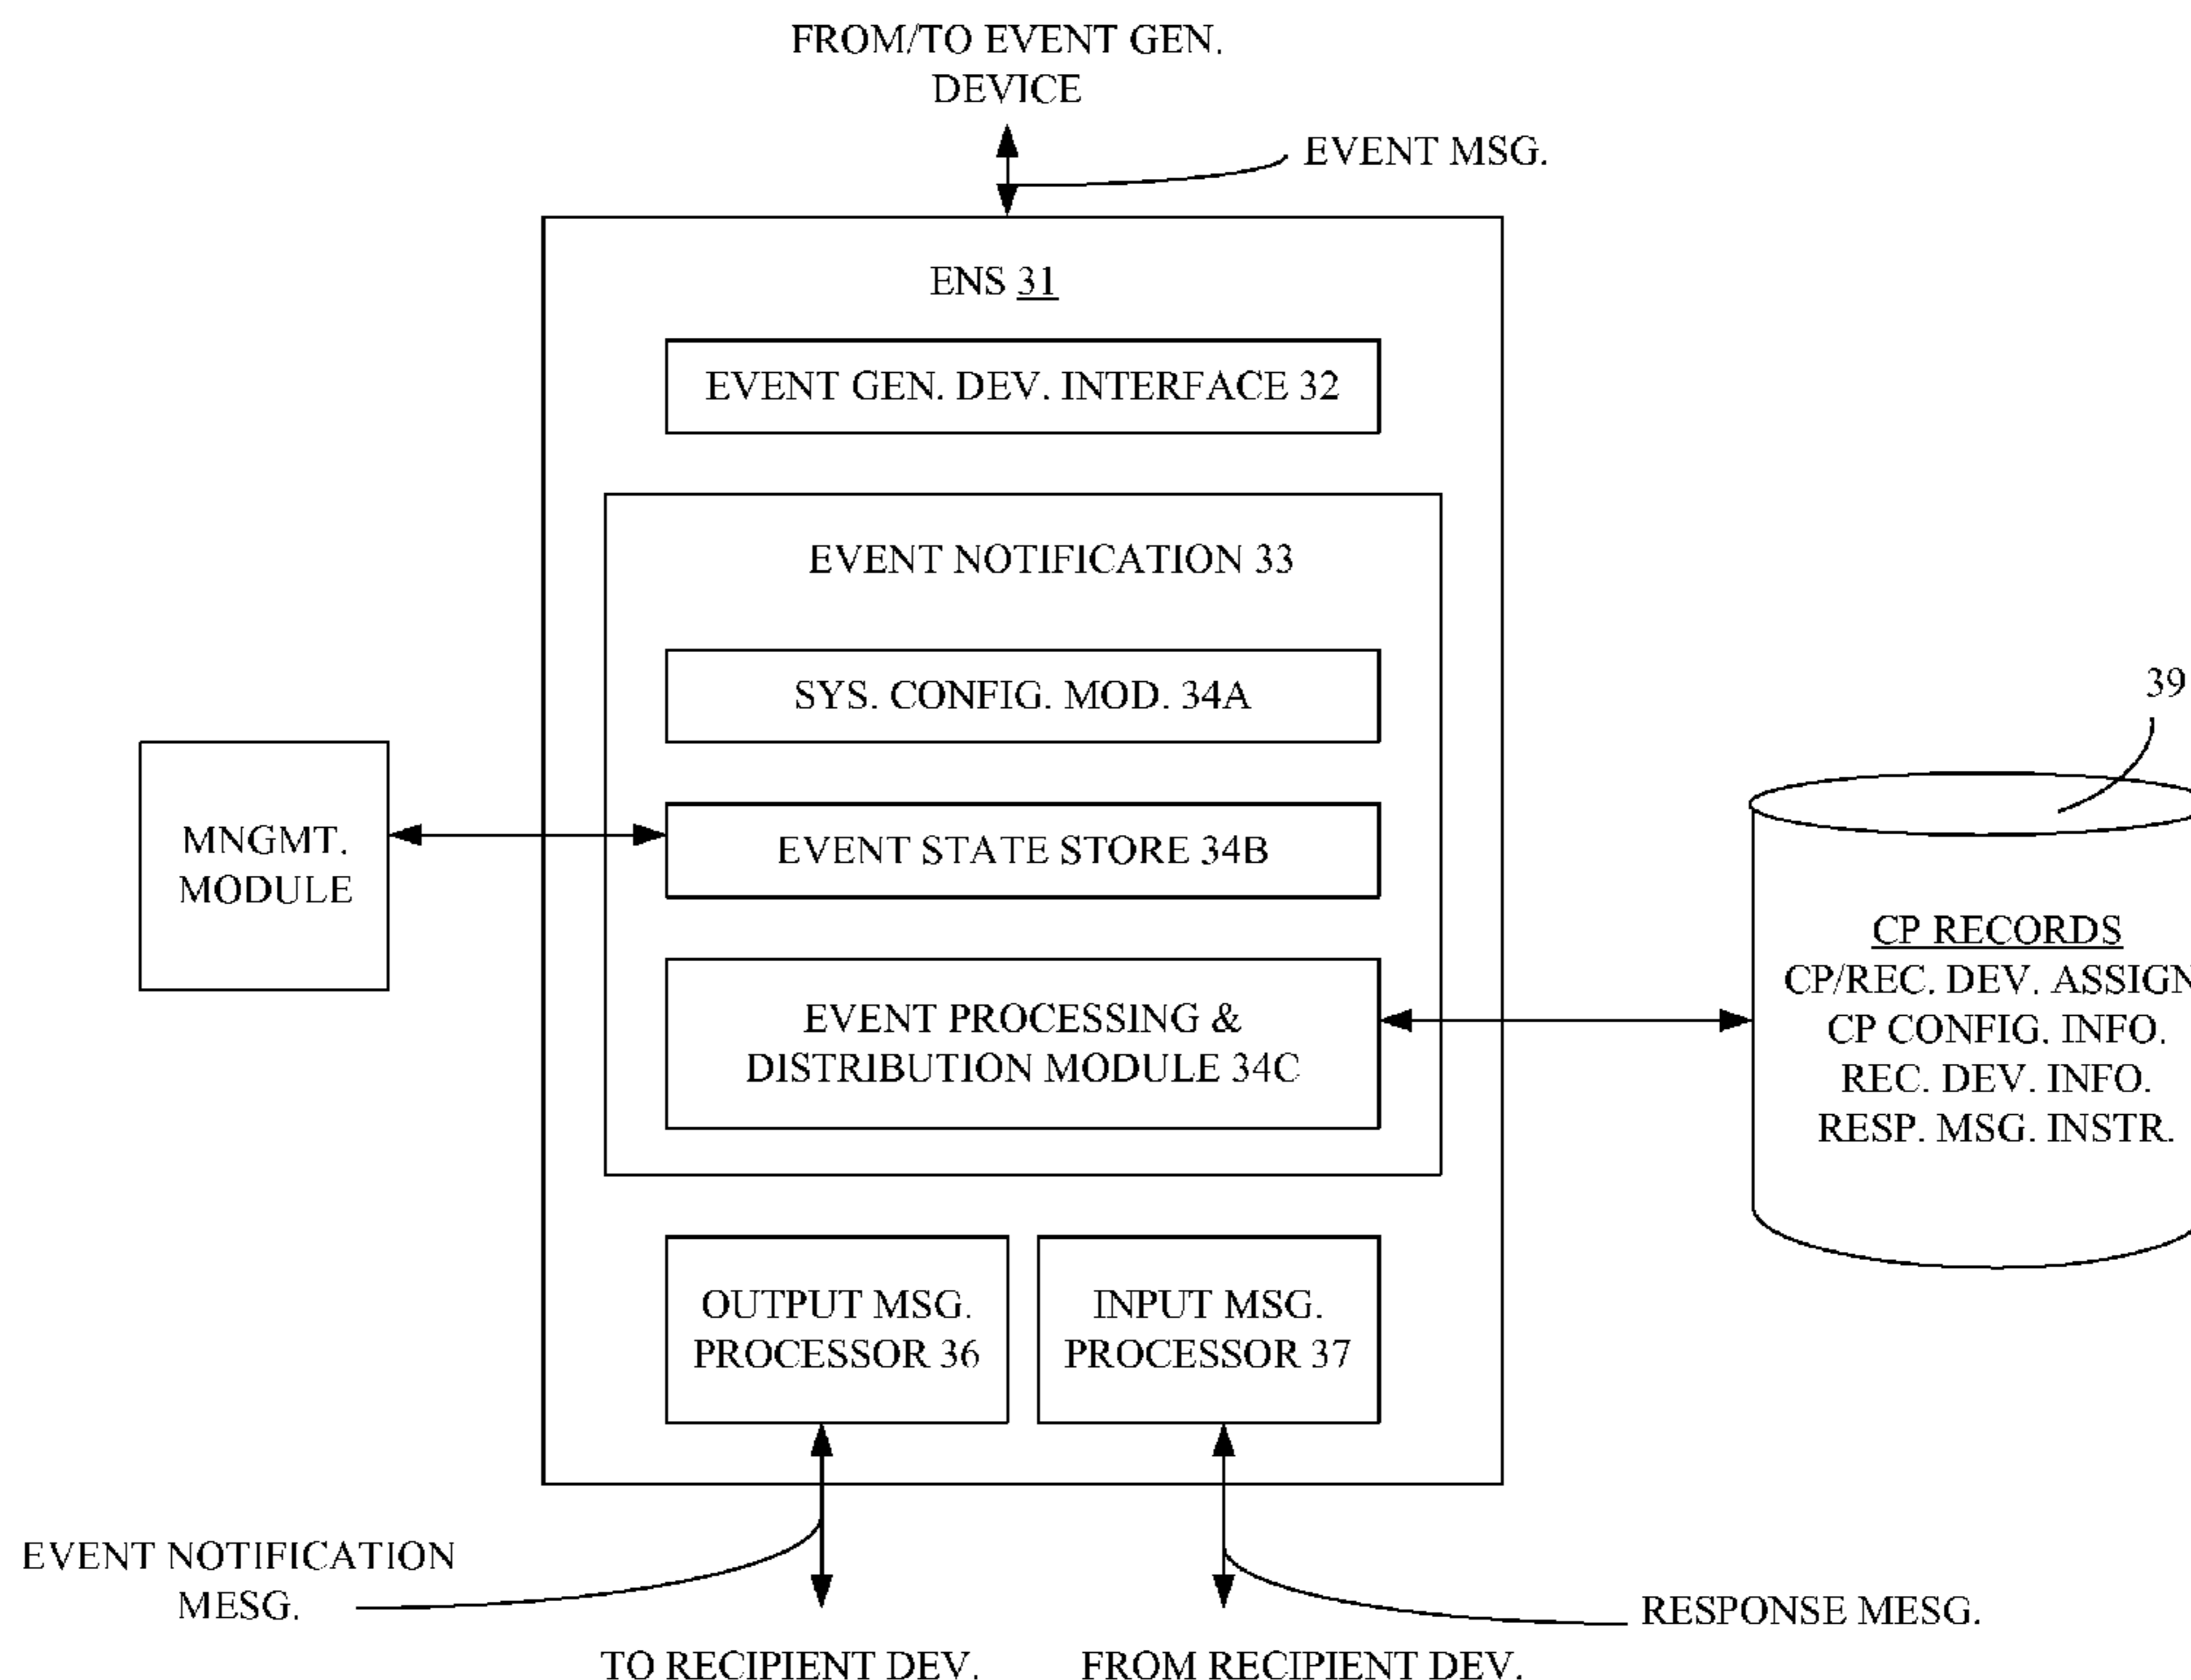 FROM/TO EVENT GEN.
DEVICE
EVENT MSG.
ENS 31
EVENT GEN. DEV. INTERFACE 32
EVENT NOTIFICATION 33
SYS. CONFIG. MOD. 34A
EVENT STATE STORE 34B
EVENT PROCESSING &
DISTRIBUTION MODULE 34C
MNGMT.
MODULE
39
CP RECORDS
CP/REC. DEV. ASSIGN
CP CONFIG. INFO.
REC. DEV. INFO.
RESP. MSG. INSTR.
OUTPUT MSG.
PROCESSOR 36
INPUT MSG.
PROCESSOR 37
EVENT NOTIFICATION
MESG.
RESPONSE MESG.
TO RECIPIENT DEV.
FROM RECIPIENT DEV.